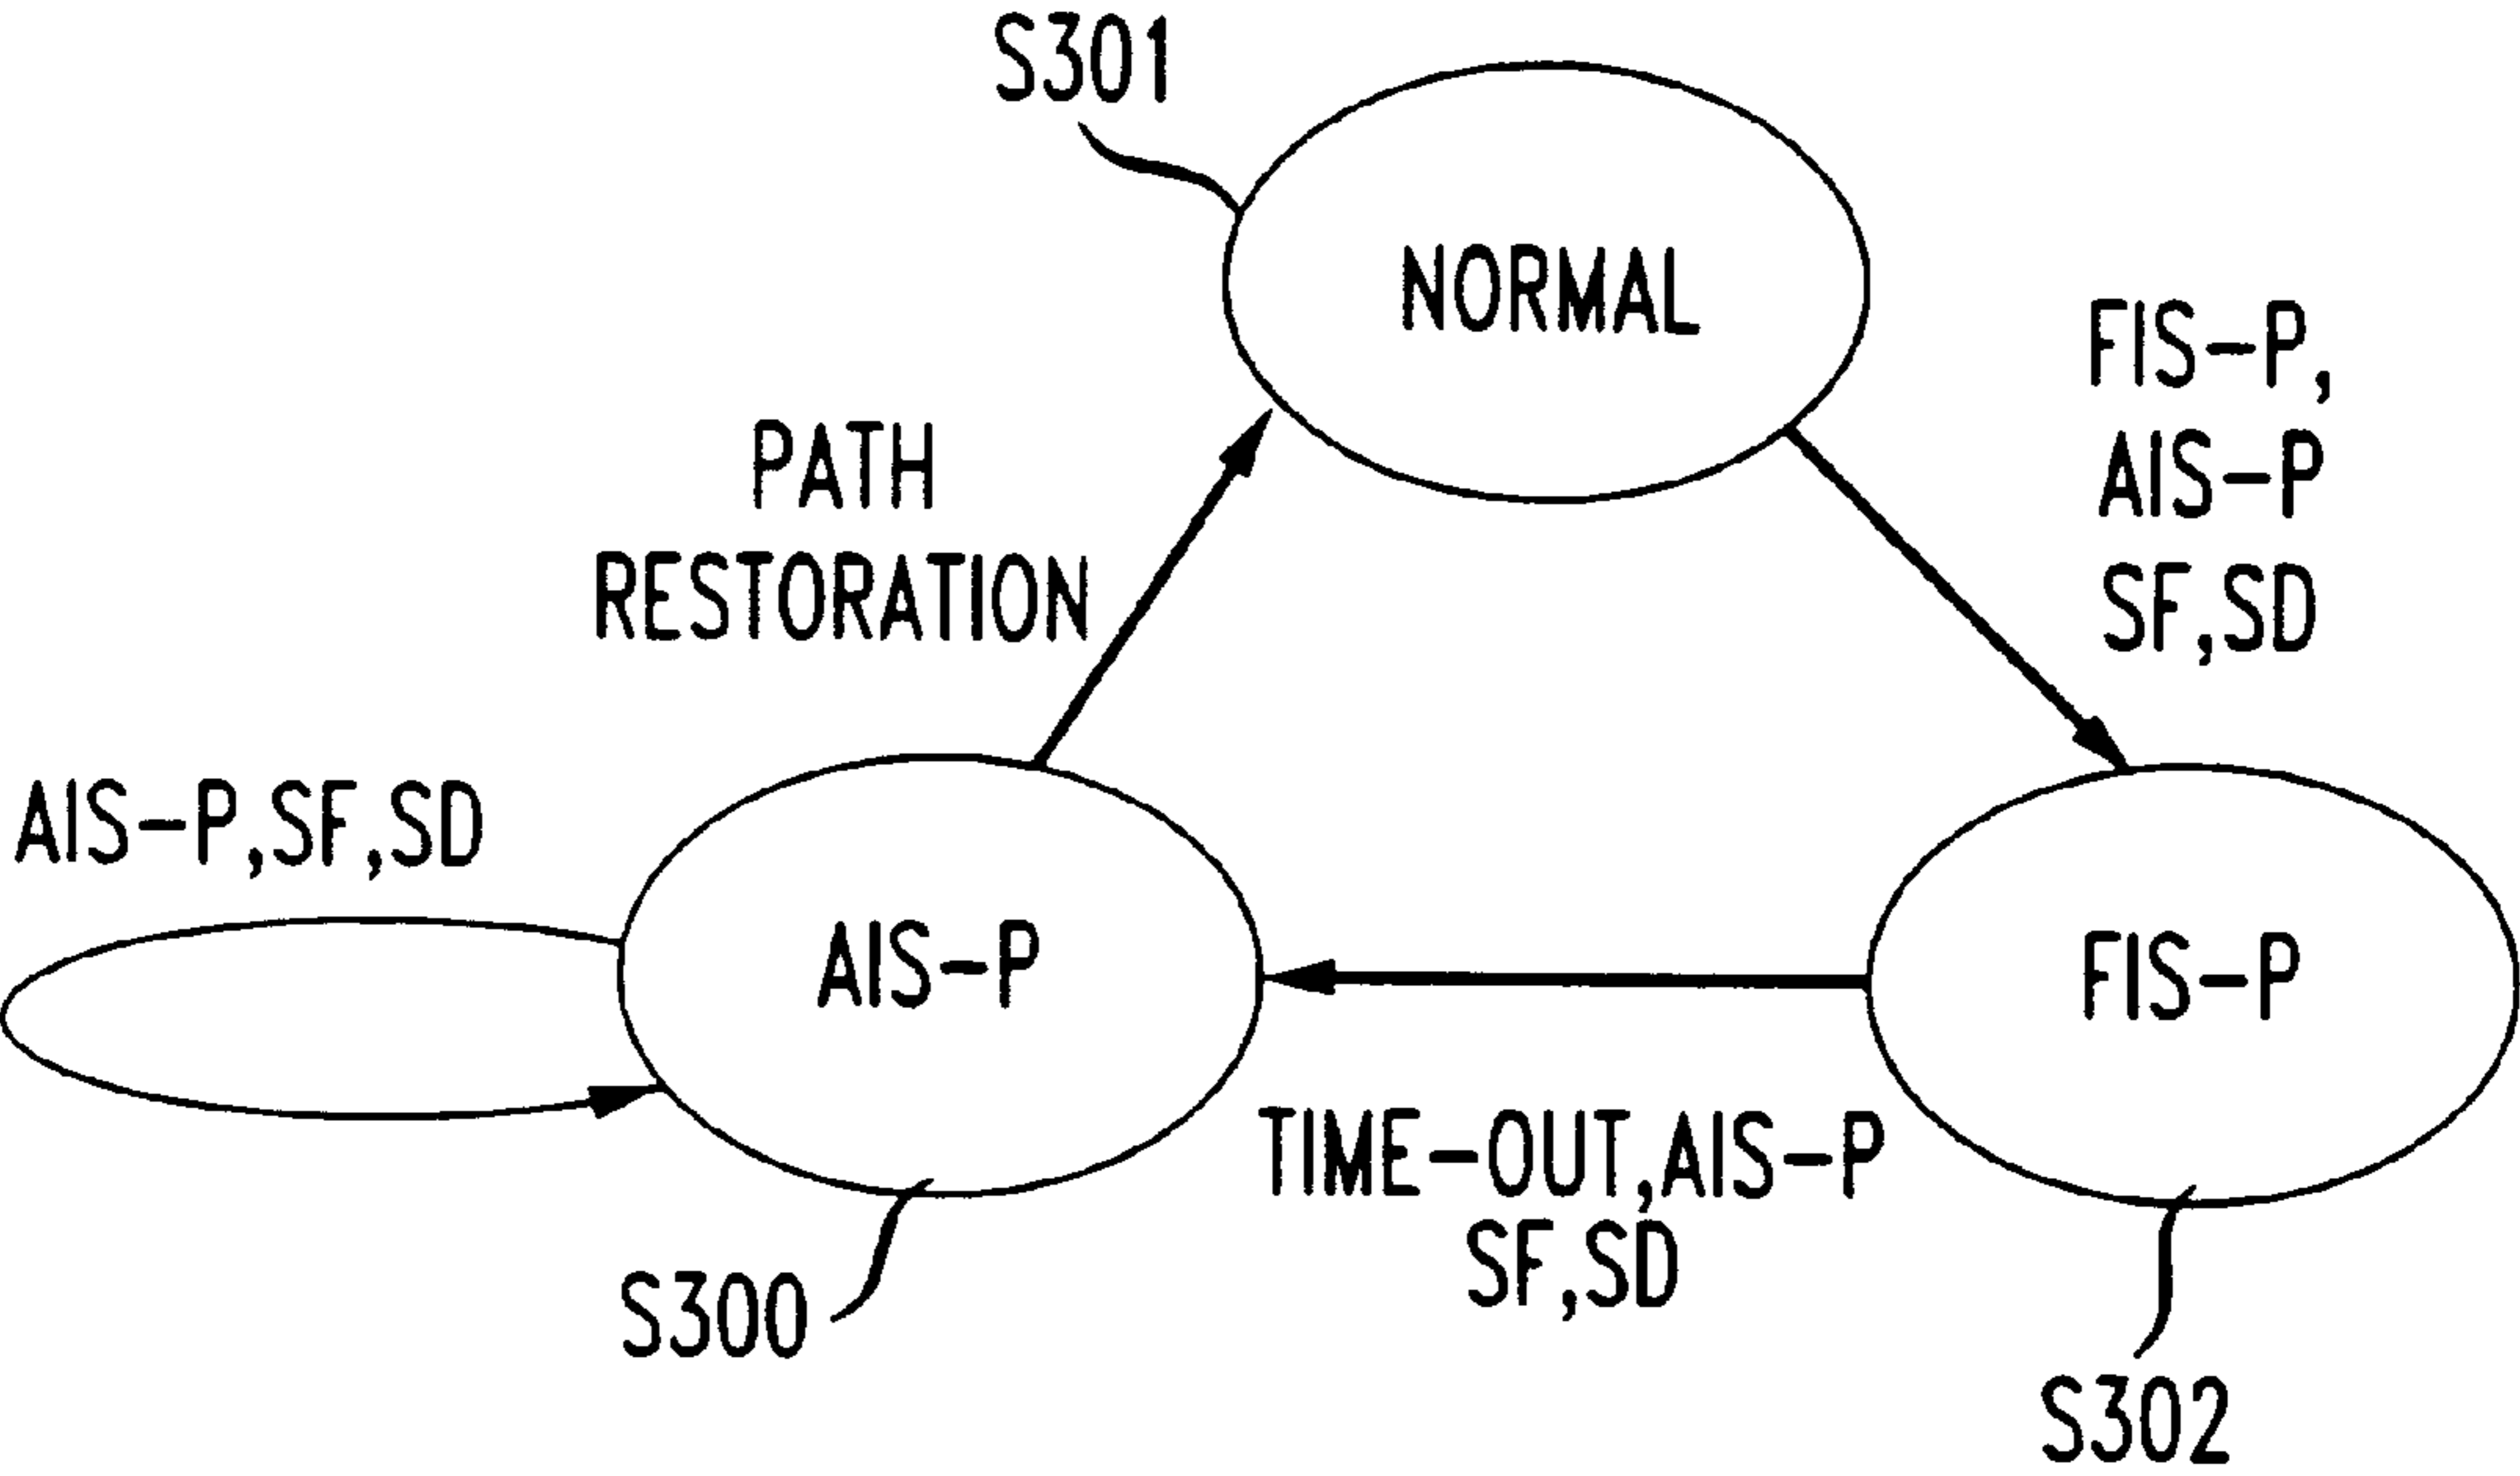 S301
NORMAL
FIS-P,
AIS-P
SF,SD
PATH
RESTORATION
AIS-P,SF,SD
AIS-P
FIS-P
TIME-OUT,AIS-P
SF,SD
S300
S302